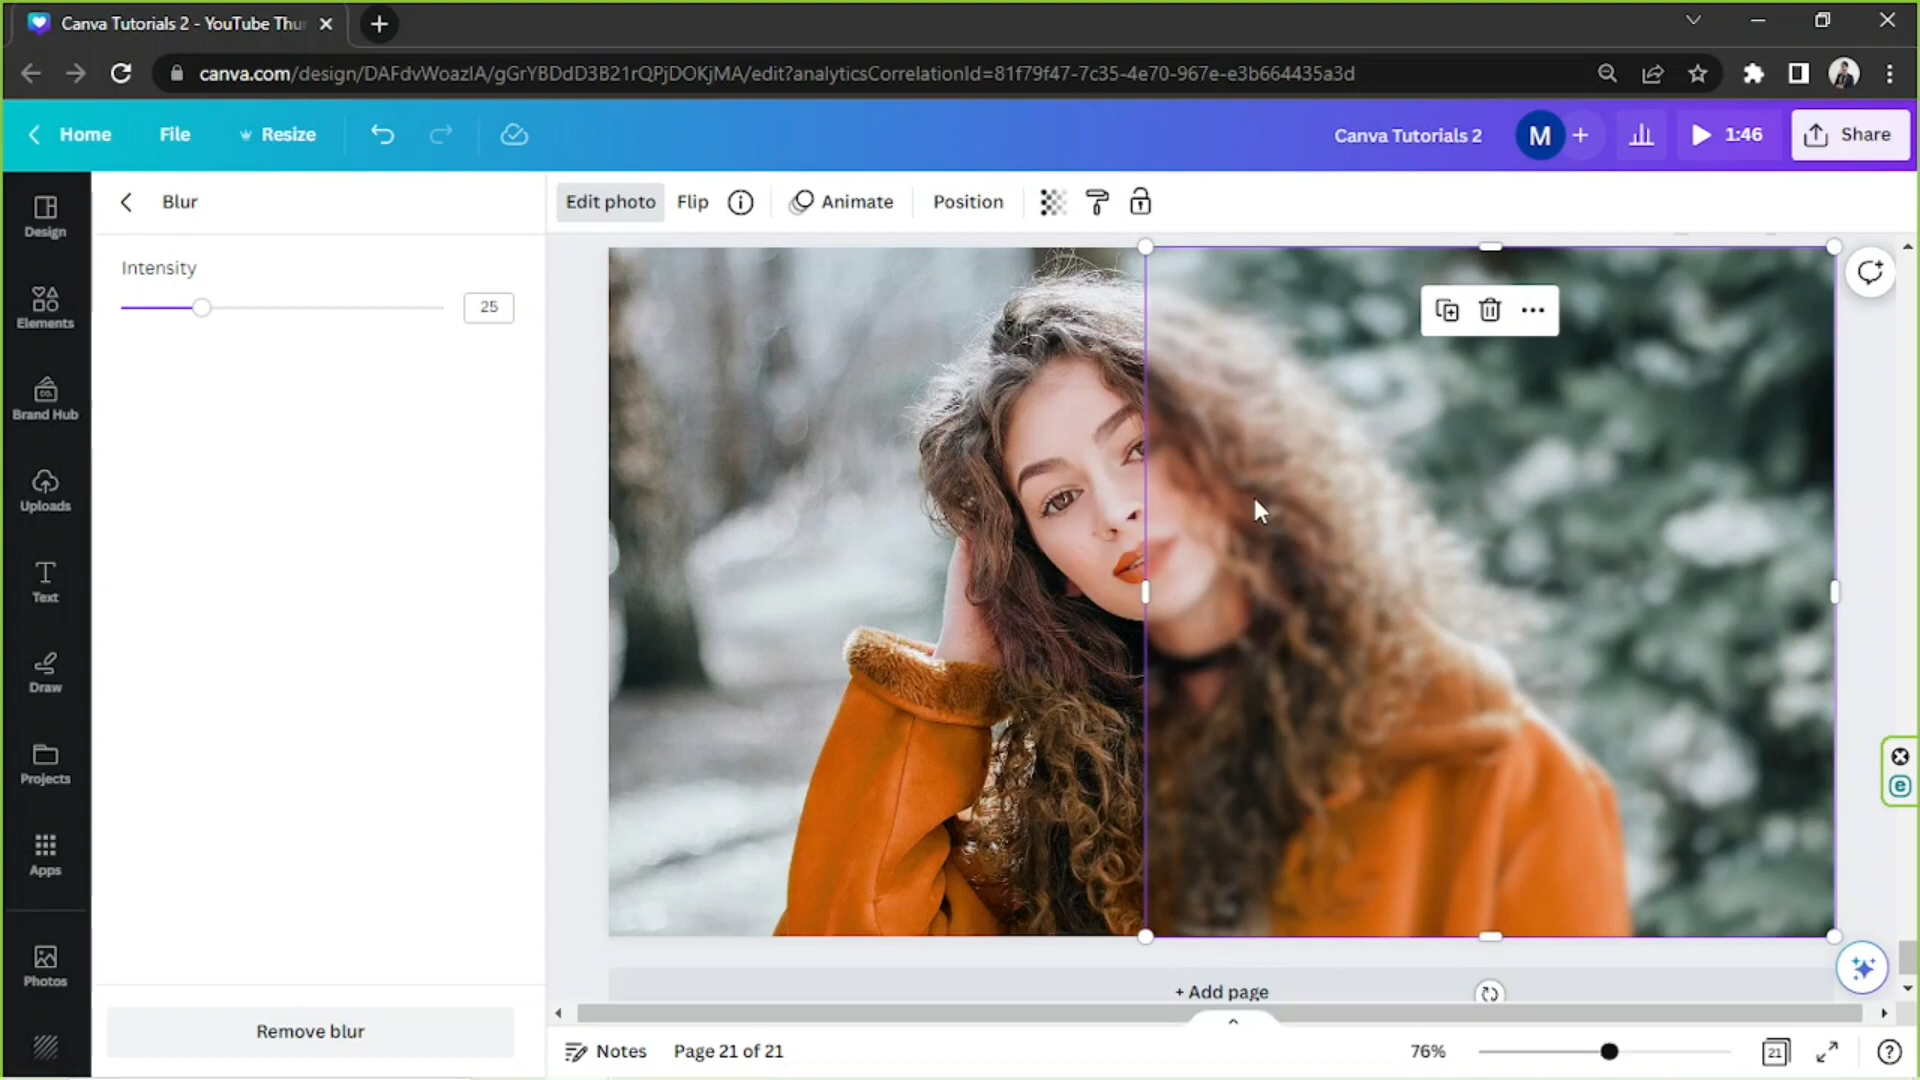 Canva Tutorials 2 - YouTube Thu
canva.com/design/DAFdvWoazIA/gGrYBDdD3B21rQPjDOKjMA/edit?analyticsCorrelationId=81f79f47-7c35-4e70-967e-e3b664435a3d
Home
File
Resize
Canva Tutorials 2
M
+
1:46
Share
Design
Elements
Brand Hub
Uploads
Text
Draw
Projects
Apps
Photos
Blur
Intensity
25
Remove blur
Edit photo
Flip
Animate
Position
+ Add page
Notes
Page 21 of 21
76%
21